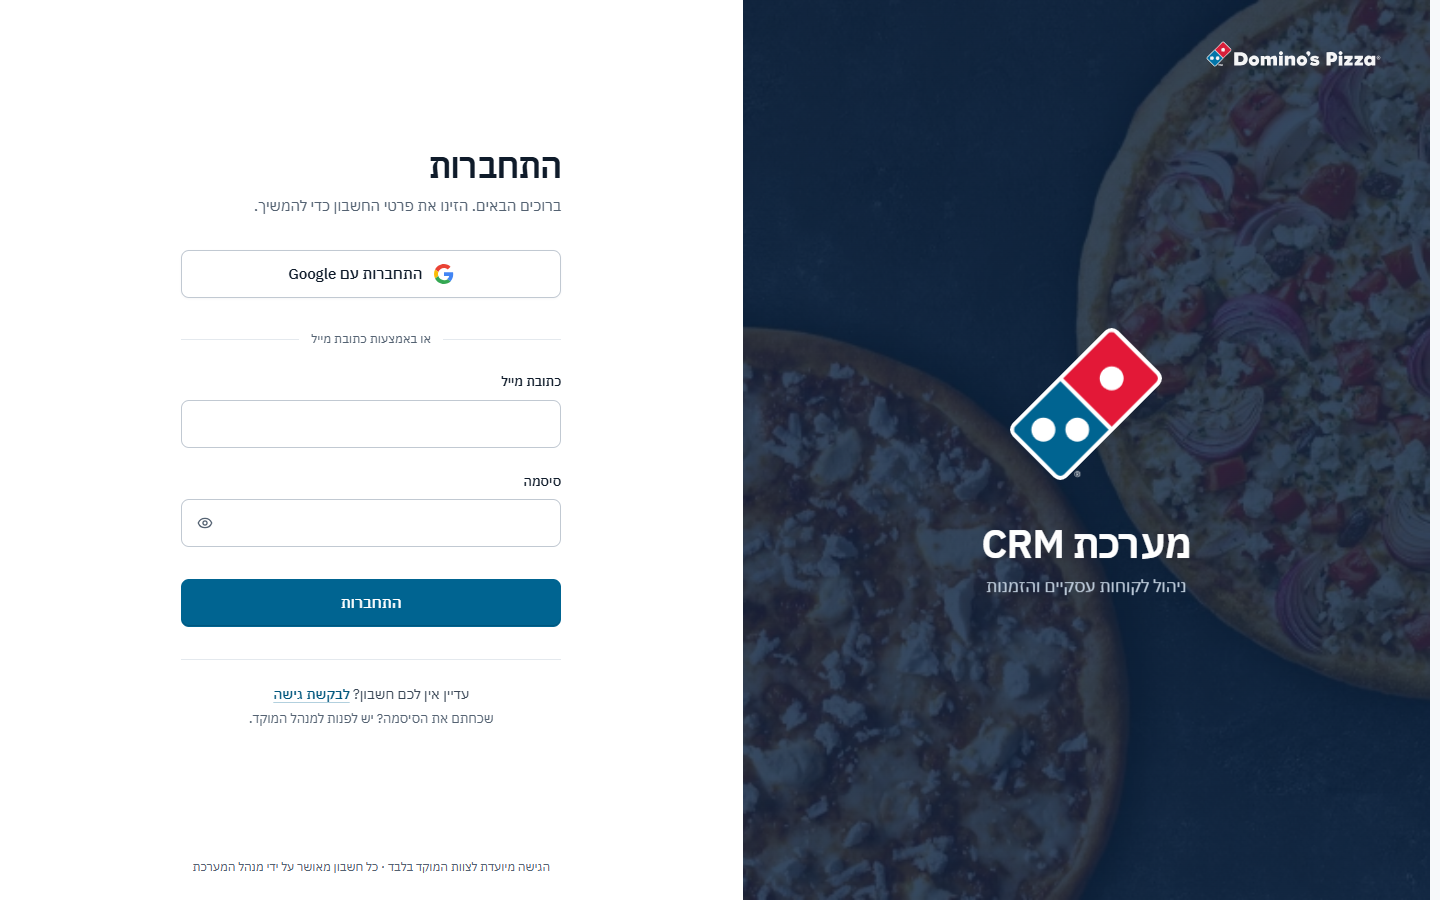 Domino's Pizza®
®
מערכת CRM
ניהול לקוחות עסקיים והזמנות
התחברות
ברוכים הבאים. הזינו את פרטי החשבון כדי להמשיך.
התחברות עם Google
או באמצעות כתובת מייל
כתובת מייל
סיסמה
התחברות
עדיין אין לכם חשבון? לבקשת גישה
שכחתם את הסיסמה? יש לפנות למנהל המוקד.
הגישה מיועדת לצוות המוקד בלבד · כל חשבון מאושר על ידי מנהל המערכת